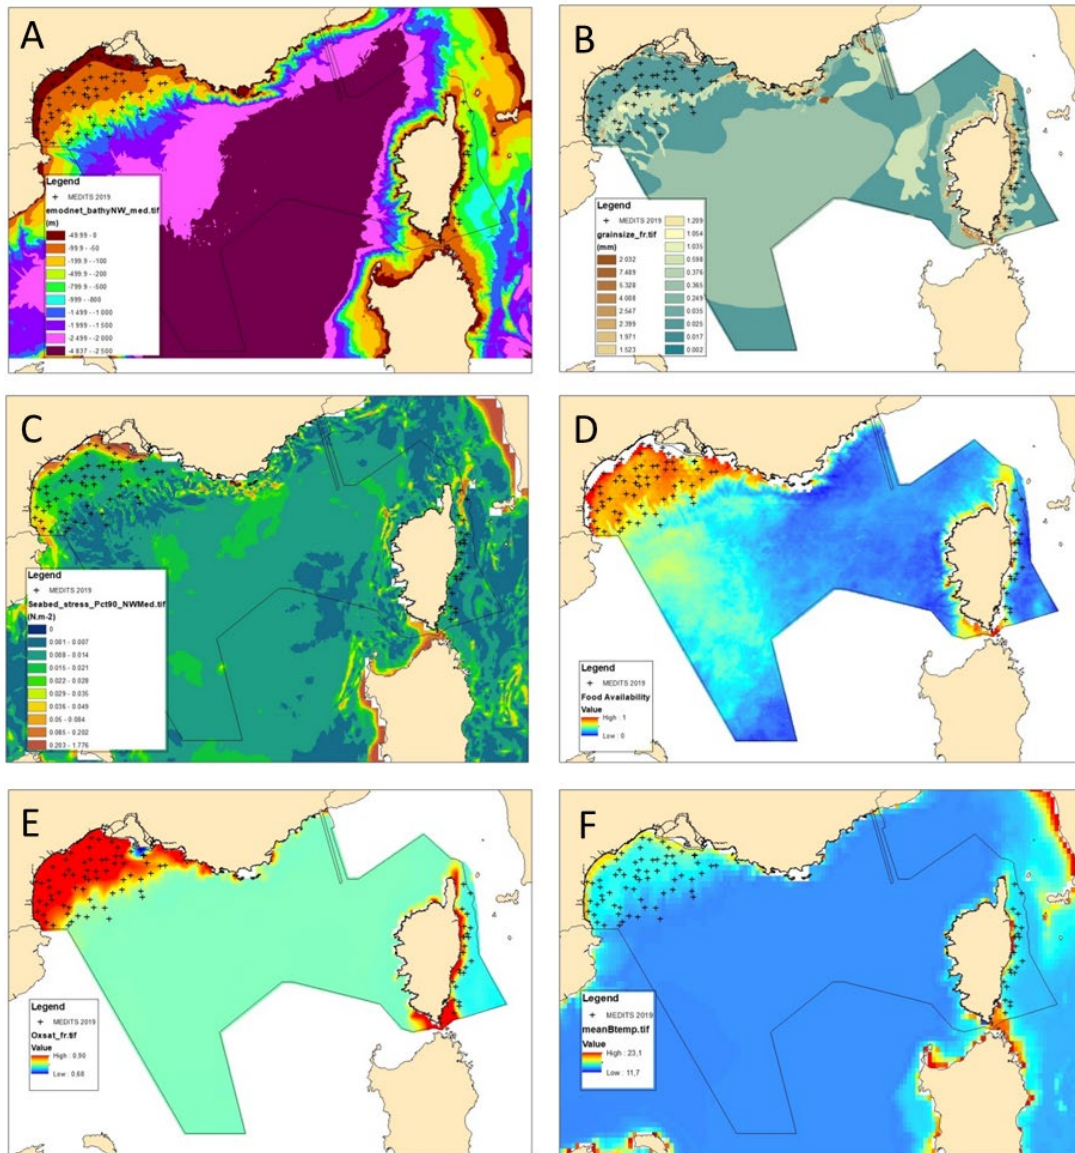 A
Legend
+ MEDITS 2019
emodnet_bathyNW_med.tif
(m)
-49.99 - 0
-99.9 - -50
-199.9 - -100
-499.9 - -200
-799.9 - -500
-999 - -800
-1 499 - -1 000
-1 999 - -1 500
-2 499 - -2 000
-4 837 - -2 500
B
Legend
+ MEDITS 2019
grainsize_fr.tif
(mm)
2.032
7.489
5.328
4.008
2.547
2.399
1.971
1.523
1.209
1.054
1.035
0.598
0.376
0.365
0.249
0.035
0.025
0.017
0.002
C
Legend
+ MEDITS 2019
Seabed_stress_Pct90_NWMed.tif
(N.m-2)
0
0.001 - 0.007
0.008 - 0.014
0.015 - 0.021
0.022 - 0.028
0.029 - 0.035
0.036 - 0.049
0.05 - 0.084
0.085 - 0.202
0.203 - 1.776
D
Legend
+ MEDITS 2019
Food Availability
Value
High : 1
Low : 0
E
Legend
+ MEDITS 2019
Oxsat_fr.tif
Value
High : 0,90
Low : 0,68
F
Legend
+ MEDITS 2019
meanBtemp.tif
Value
High : 23,1
Low : 11,7